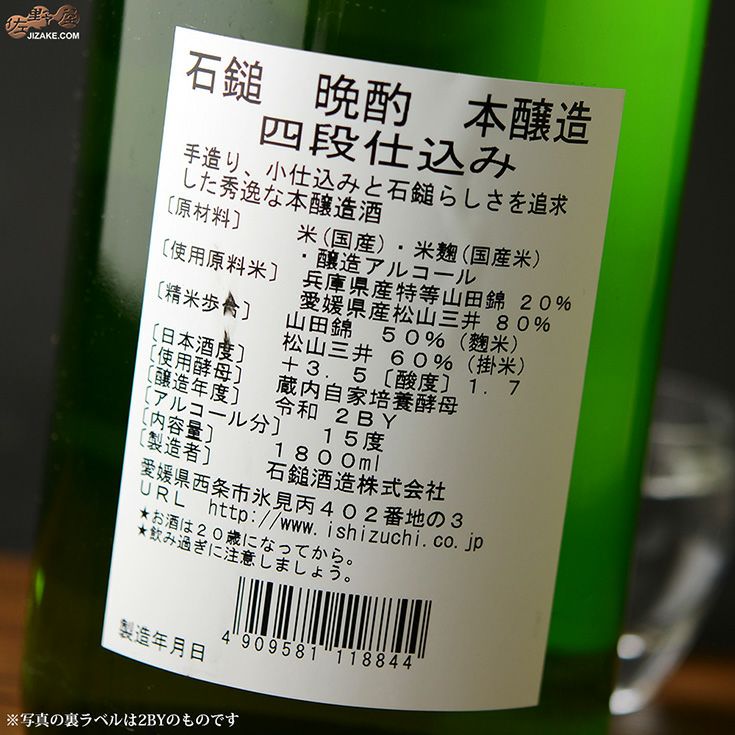 佐野屋
JIZAKE.COM
石鎚　晩酌　本醸造
四段仕込み
手造り、小仕込みと石鎚らしさを追求
した秀逸な本醸造酒
［原材料］　米(国産)・米麹(国産米)
・醸造アルコール
［使用原料米］　兵庫県産特等山田錦 20％
愛媛県産松山三井 80％
［精米歩合］　山田錦　50％(麹米)
松山三井 60％(掛米)
［日本酒度］　＋3．5［酸度］1．7
［使用酵母］　蔵内自家培養酵母
［醸造年度］　令和 2BY
［アルコール分］　15度
［内容量］　1800ml
［製造者］　石鎚酒造株式会社
愛媛県西条市氷見丙402番地の3
URL　http://www.ishizuchi.co.jp
★お酒は20歳になってから。
★飲み過ぎに注意しましょう。
4 909581 118844
製造年月日
※写真の裏ラベルは2BYのものです